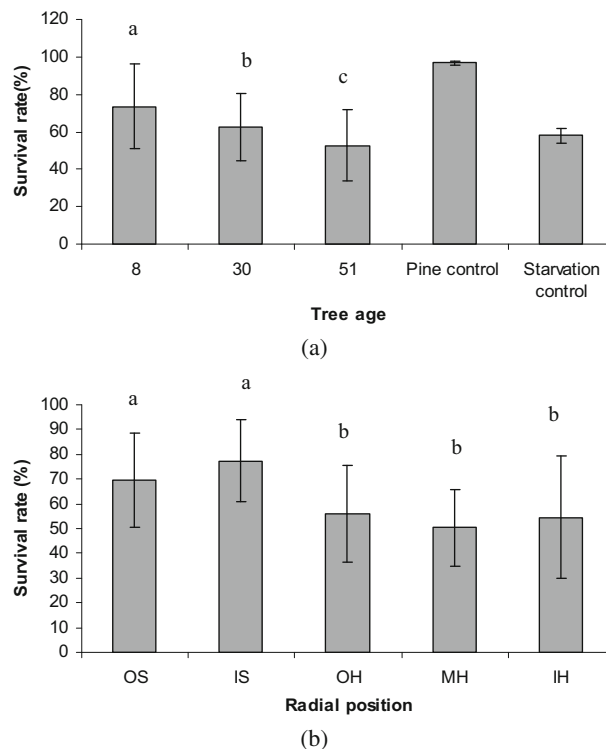 a
b
c
Survival rate(%)
120
100
80
60
40
20
0
8 30 51 Pine control Starvation
control
Tree age
(a)
a
a
b
b
b
Survival rate (%)
100
90
80
70
60
50
40
30
20
10
0
OS IS OH MH IH
Radial position
(b)